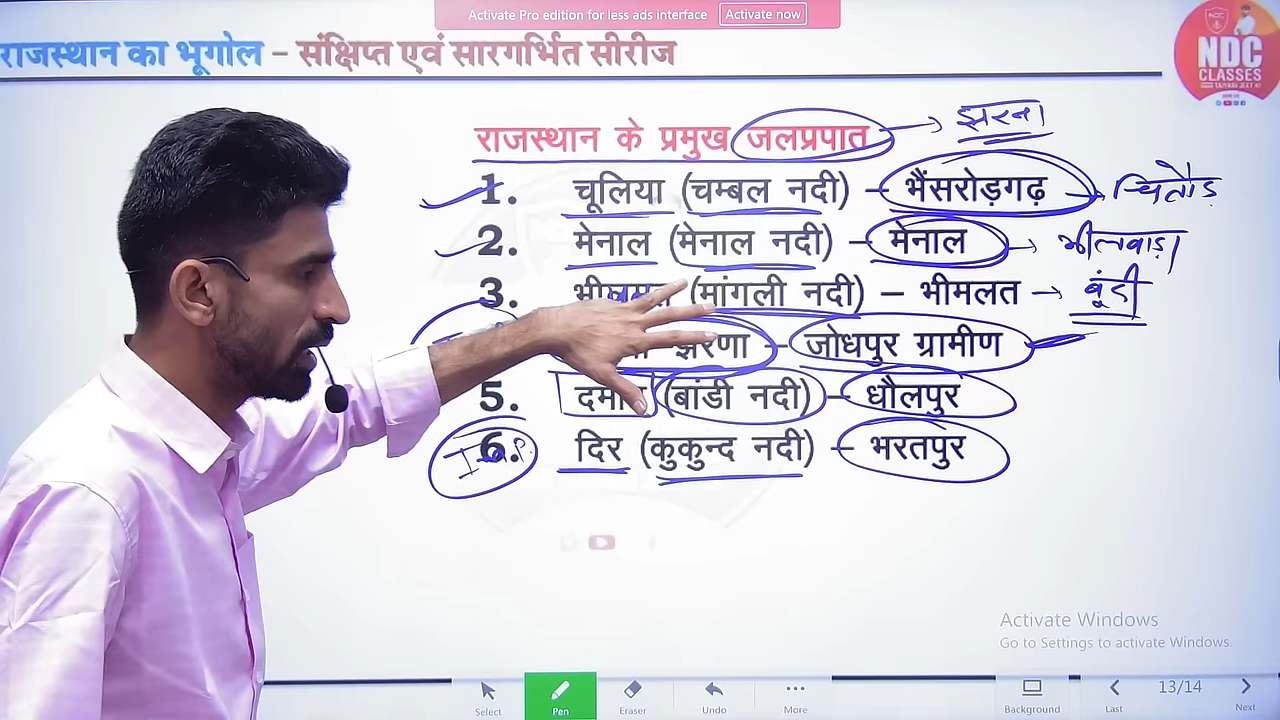 Activate Pro edition for less ads interface Activate now
राजस्थान का भूगोल – संक्षिप्त एवं सारगर्भित सीरीज
NDC
CLASSES
राजस्थान के प्रमुख जलप्रपात → झरना
1. चूलिया (चम्बल नदी) – भैंसरोड़गढ़ → चितौड़
2. मेनाल (मेनाल नदी) – मेनाल → भीलवाड़ा
3. (मांगली नदी) – भीमलत → बूंदी
झरणा – जोधपुर ग्रामीण
5. (बांडी नदी) – धौलपुर
6. दिर (कुकुन्द नदी) – भरतपुर
Activate Windows
Go to Settings to activate Windows.
Select Pen Eraser Undo More Background Last 13/14 Next